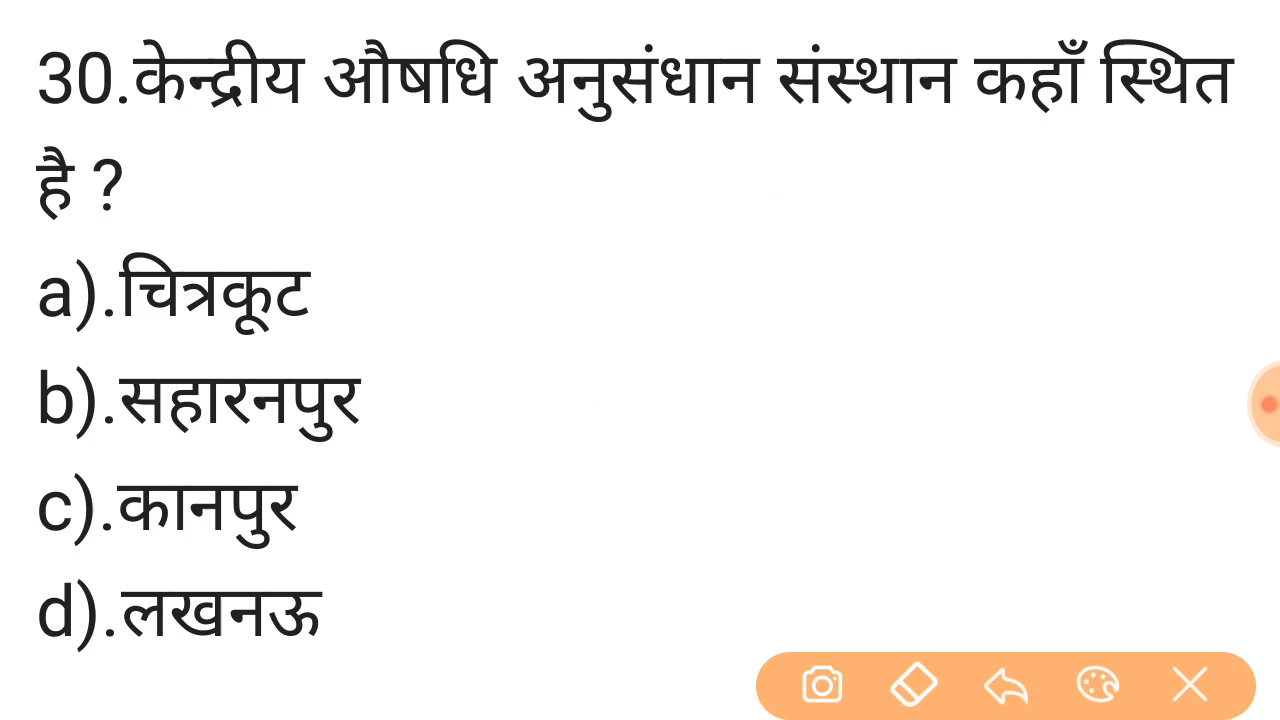 30.केन्द्रीय औषधि अनुसंधान संस्थान कहाँ स्थित
है ?
a).चित्रकूट
b).सहारनपुर
c).कानपुर
d).लखनऊ